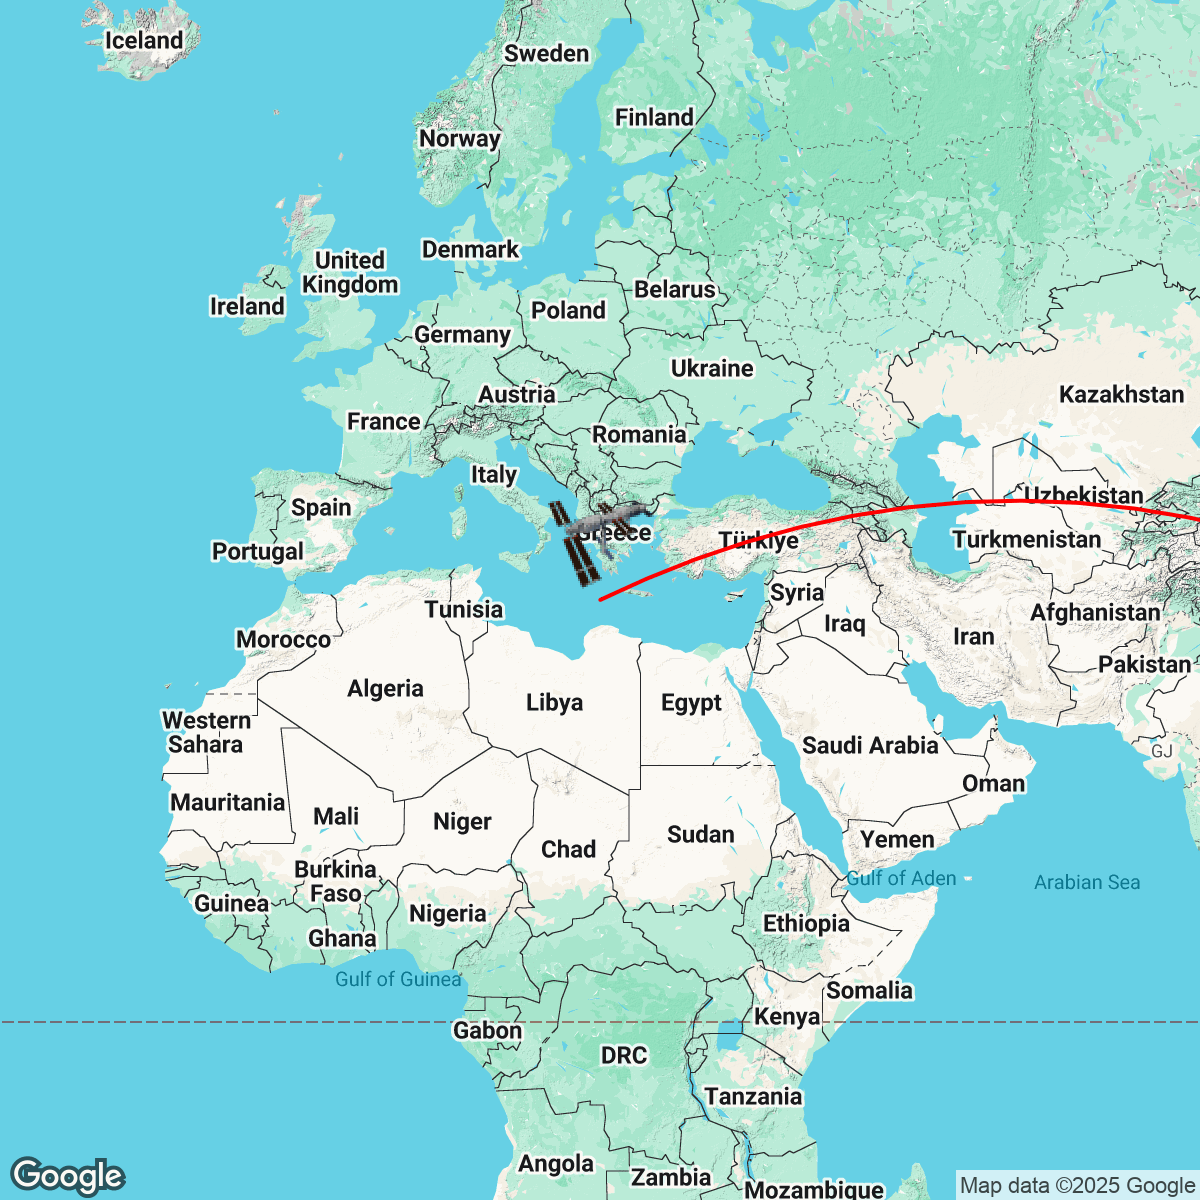 Iceland
Sweden
Finland
Norway
Denmark
United
Kingdom
Ireland
Belarus
Poland
Germany
Ukraine
Austria
Kazakhstan
France
Romania
Italy
Uzbekistan
Spain
Greece
Türkiye
Turkmenistan
Portugal
Syria
Tunisia
Afghanistan
Iraq
Iran
Morocco
Pakistan
Algeria
Libya
Egypt
Western
Sahara
Saudi Arabia
GJ
Oman
Mauritania
Mali
Niger
Sudan
Yemen
Chad
Burkina
Faso
Gulf of Aden
Arabian Sea
Guinea
Nigeria
Ethiopia
Ghana
Gulf of Guinea
Somalia
Kenya
Gabon
DRC
Tanzania
Angola
Zambia
Mozambique
Google
Map data ©2025 Google